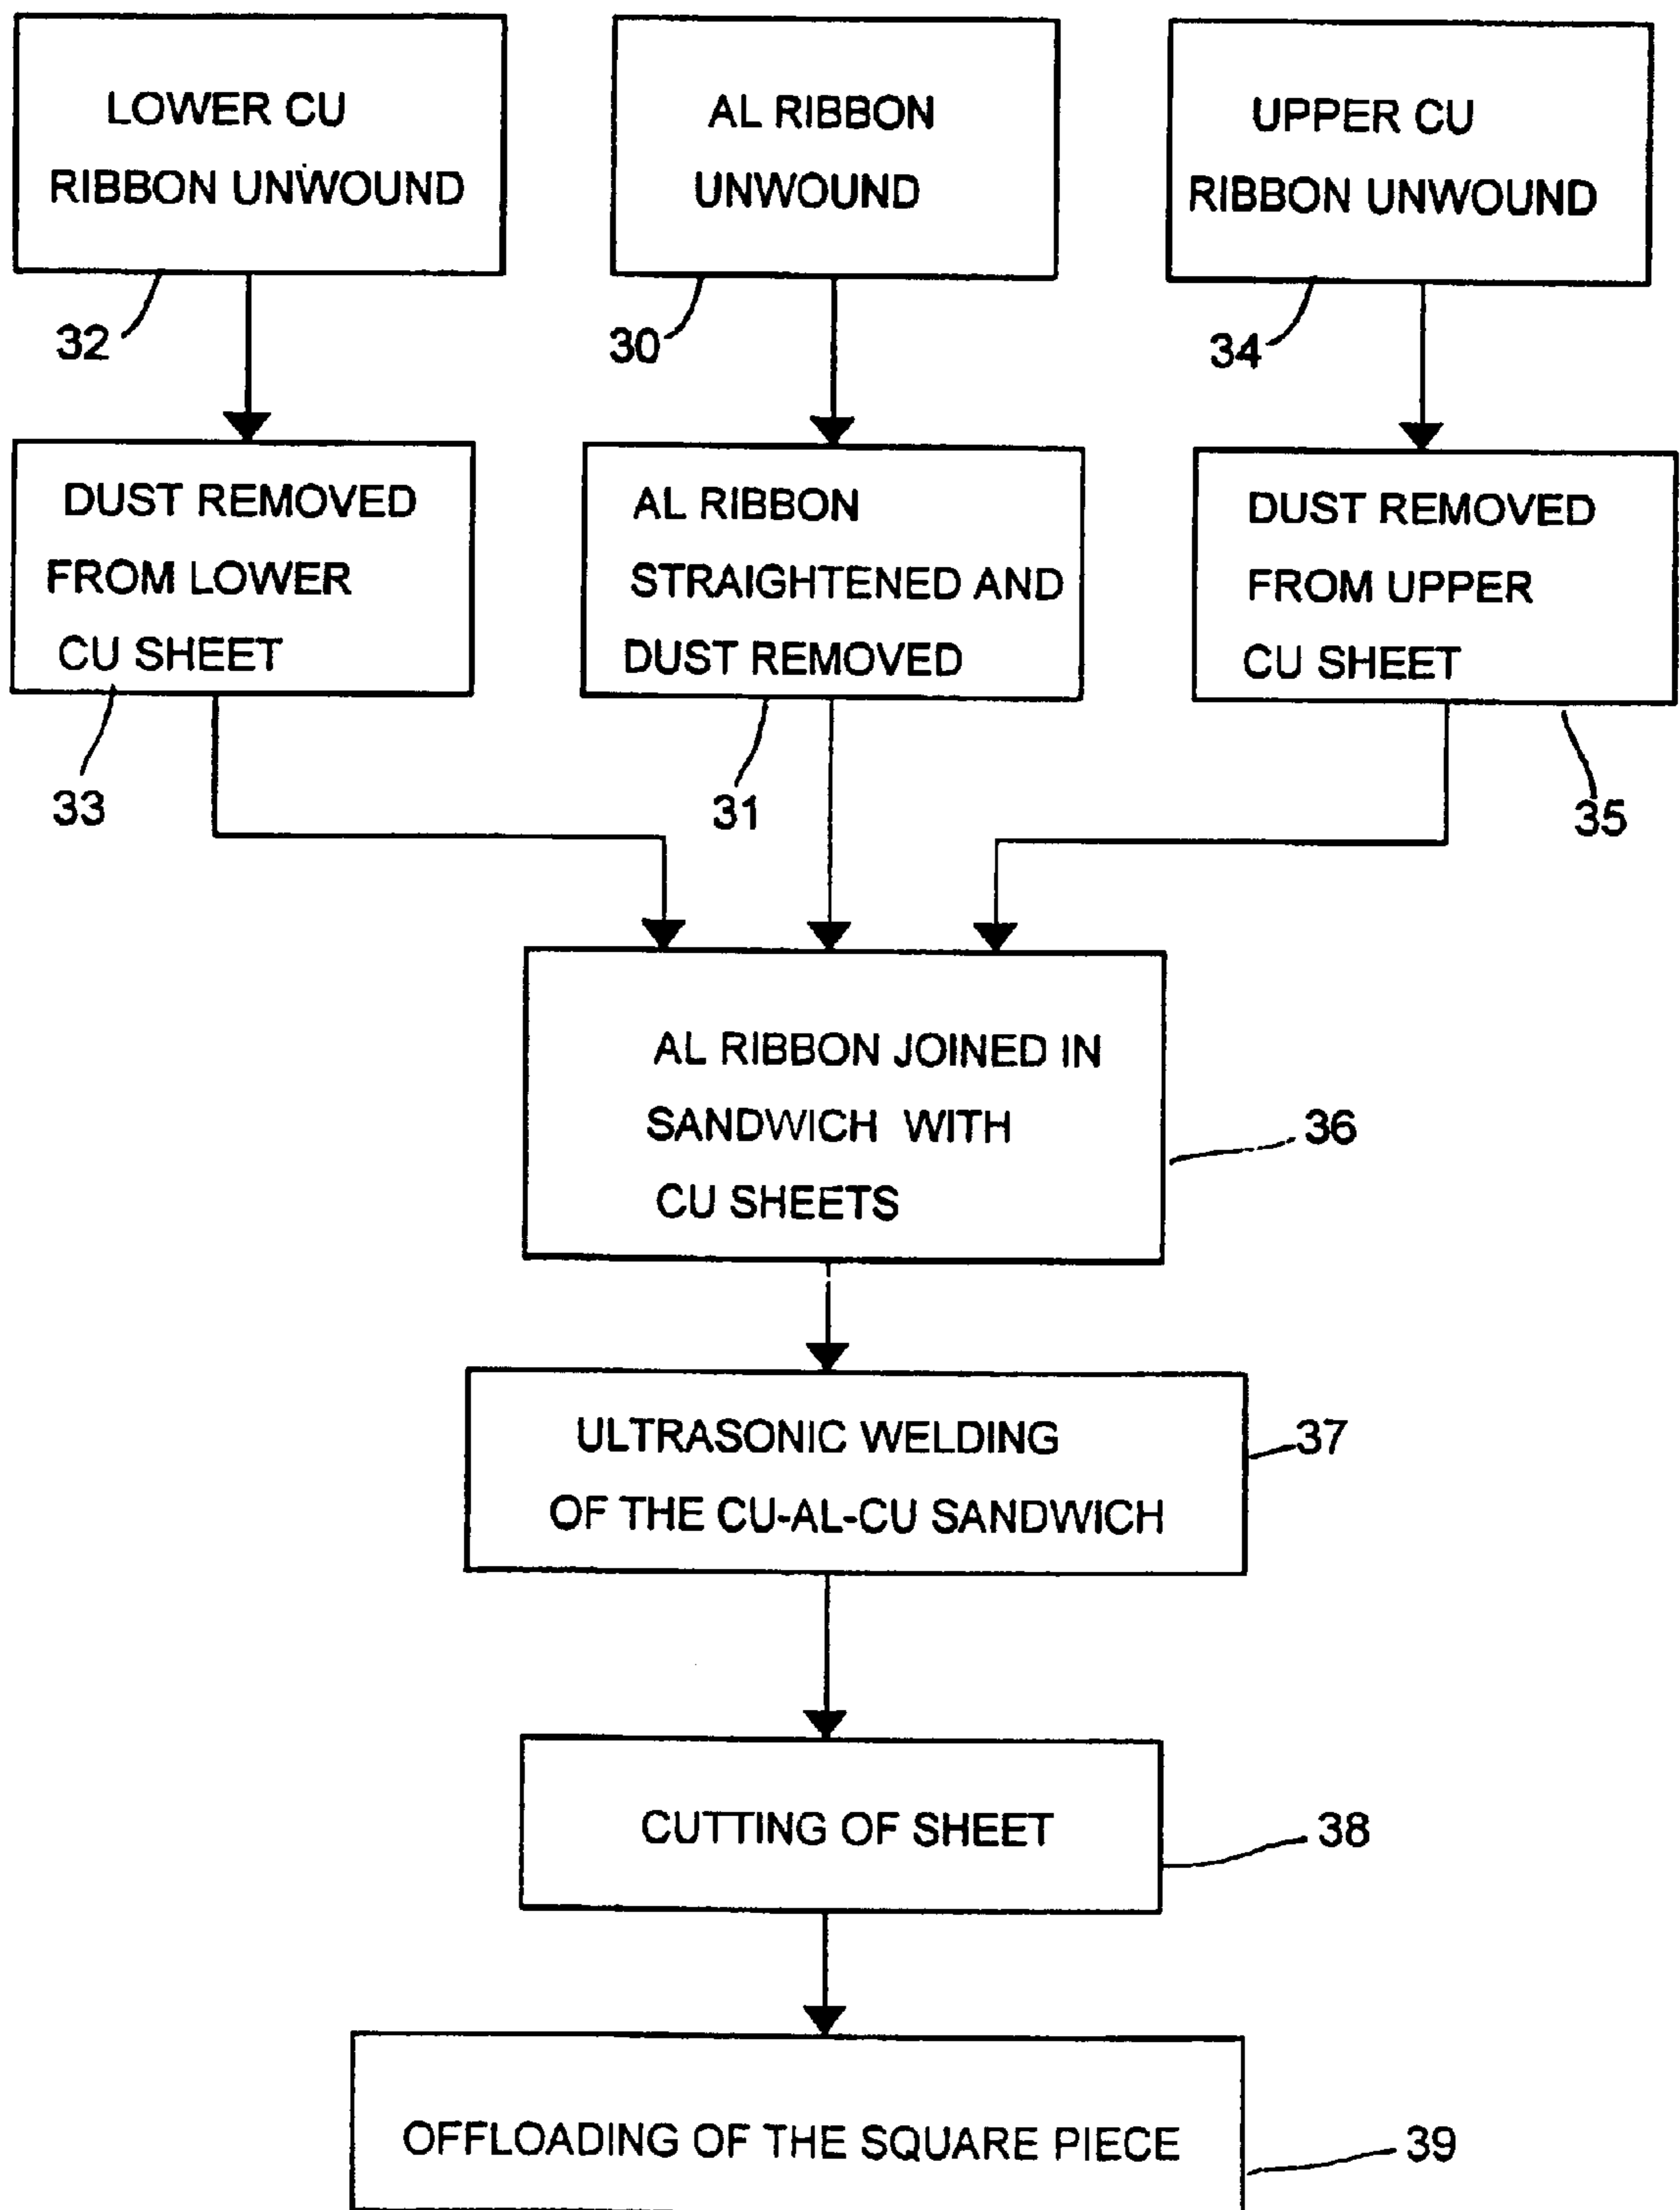 LOWER CU
RIBBON UNWOUND
32
AL RIBBON
UNWOUND
30
UPPER CU
RIBBON UNWOUND
34
DUST REMOVED
FROM LOWER
CU SHEET
33
AL RIBBON
STRAIGHTENED AND
DUST REMOVED
31
DUST REMOVED
FROM UPPER
CU SHEET
35
AL RIBBON JOINED IN
SANDWICH WITH
CU SHEETS
36
ULTRASONIC WELDING
OF THE CU-AL-CU SANDWICH
37
CUTTING OF SHEET
38
OFFLOADING OF THE SQUARE PIECE
39